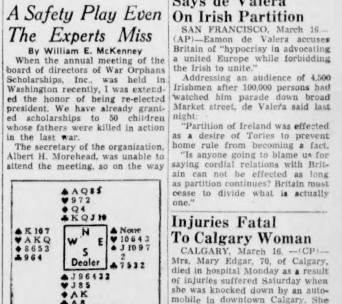 A Safety Play Even
The Experts Miss
By William E. McKenney
When the annual meeting of the
board of directors of War Orphans
Scholarships, Inc., was held in
Washington recently, I was extend-
ed the honor of being re-elected
president. We have already grant-
ed scholarships to 50 children
whose fathers were killed in action
in the last war.
The secretary of the organization,
Albert H. Morehead, was unable to
attend the meeting, so on the way
♠ A Q 8 5
♥ 9 7 2
♦ Q 4
♣ K Q J 10
♠ K 10 7
♥ A K Q
♦ 8 6 5 3
♣ 9 6 4
N
W E
S
Dealer
♠ None
♥ 10 6 4 3
♦ J 10 9 7
2
♣ 7 5 3 2
♠ J 9 6 4 3 2
♥ J 8 5
♦ A K
Says de Valera
On Irish Partition
SAN FRANCISCO, March 16.—
(AP)—Eamon de Valera accuses
Britain of "hypocrisy in advocating
a united Europe while forbidding
the Irish to unite."
Addressing an audience of 4,500
Irishmen after 100,000 persons had
watched him parade down broad
Market street, de Valera said last
night:
"Partition of Ireland was effected
as a desire of Tories to prevent
home rule from becoming a fact.
"Is anyone going to blame us for
saying cordial relations with Brit-
ain can not be effected as long
as partition continues? Britain must
cease to divide what is actually
one."
Injuries Fatal
To Calgary Woman
CALGARY, March 16. —(CP)—
Mrs. Mary Edgar, 70, of Calgary,
died in hospital Monday as a result
of injuries suffered Saturday when
she was knocked down by an auto-
mobile in downtown Calgary. She